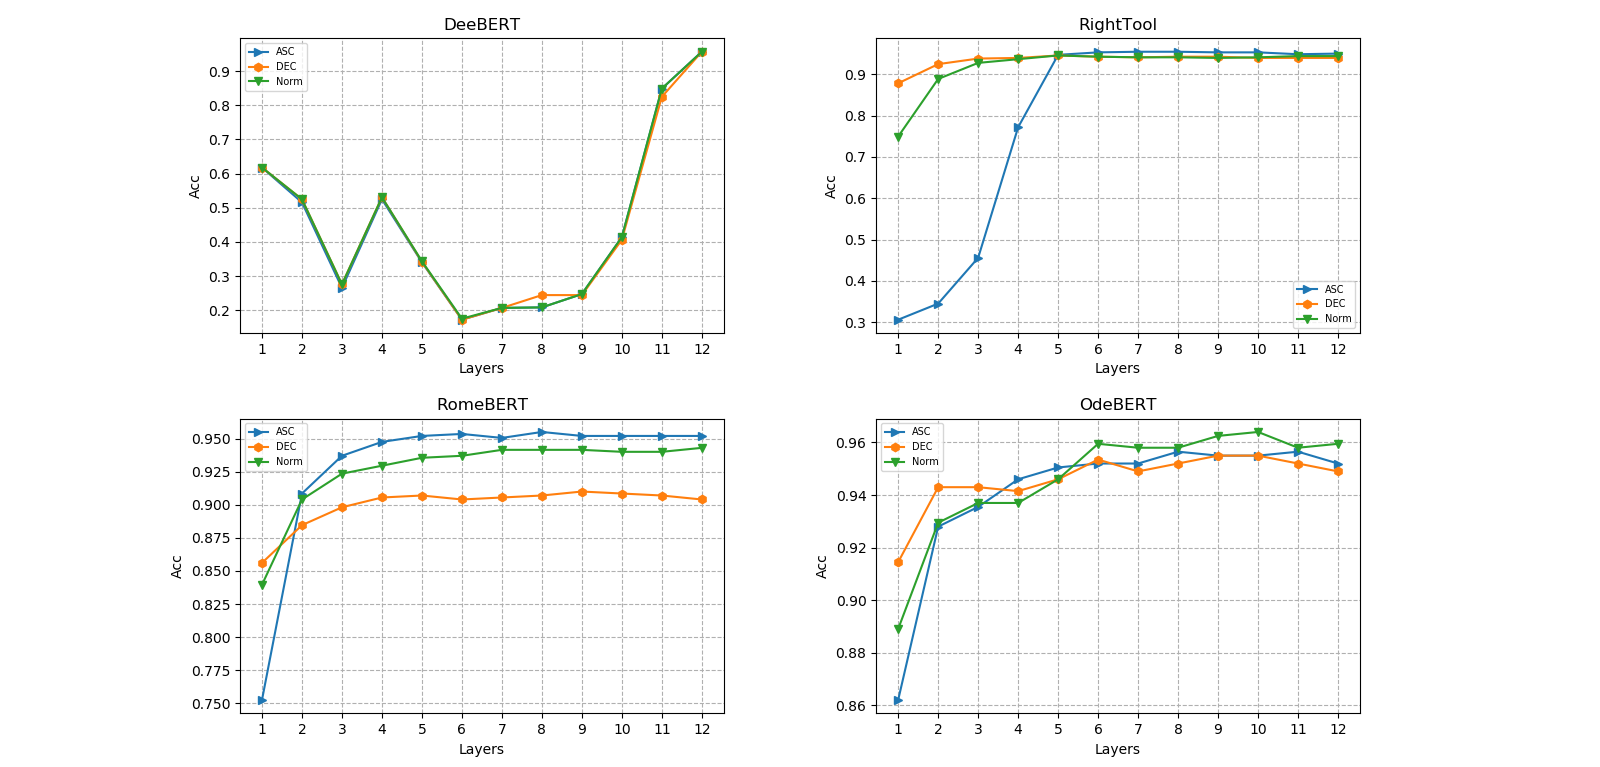 DeeBERT
ASC
DEC
Norm
0.9
0.8
0.7
0.6
0.5
0.4
0.3
0.2
Acc
1 2 3 4 5 6 7 8 9 10 11 12
Layers
RightTool
0.9
0.8
0.7
0.6
0.5
0.4
0.3
Acc
ASC
DEC
Norm
1 2 3 4 5 6 7 8 9 10 11 12
Layers
RomeBERT
ASC
DEC
Norm
0.950
0.925
0.900
0.875
0.850
0.825
0.800
0.775
0.750
Acc
1 2 3 4 5 6 7 8 9 10 11 12
Layers
OdeBERT
ASC
DEC
Norm
0.96
0.94
0.92
0.90
0.88
0.86
Acc
1 2 3 4 5 6 7 8 9 10 11 12
Layers